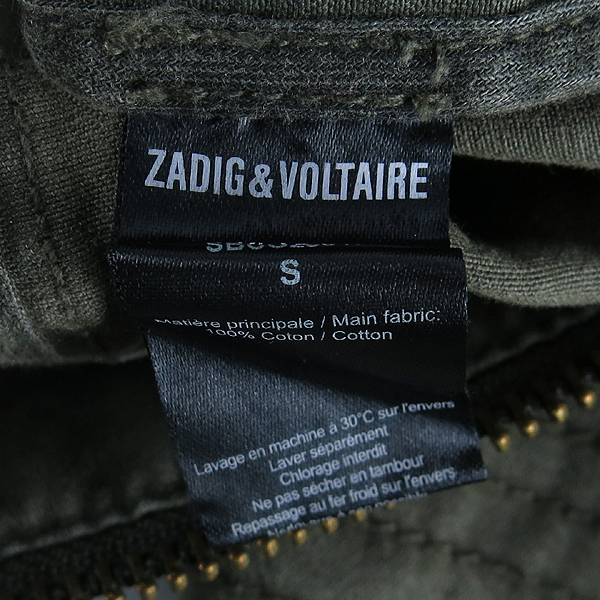 ZADIG&VOLTAIRE
S
Matière principale / Main fabric:
100% Coton / Cotton
Lavage en machine à 30°C sur l'envers
Laver séparément
Chlorage interdit
Ne pas sécher en tambour
Repassage au fer froid sur l'envers